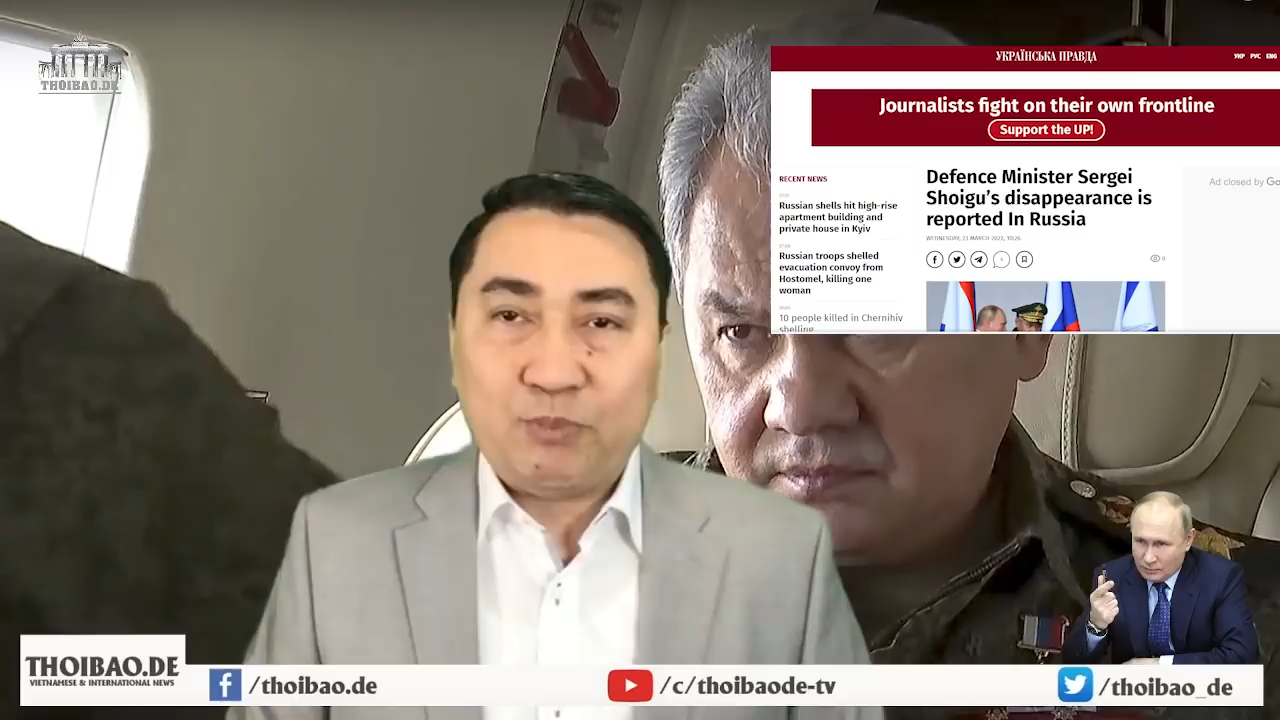 THOIBAO.DE
УКРАЇНСЬКА ПРАВДА
УКР РУС ENG
Journalists fight on their own frontline
Support the UP!
RECENT NEWS
Russian shells hit high-rise
apartment building and
private house in Kyiv
Russian troops shelled
evacuation convoy from
Hostomel, killing one
woman
10 people killed in Chernihiv
shelling
Defence Minister Sergei
Shoigu’s disappearance is
reported In Russia
WEDNESDAY, 23 MARCH 2022, 10:26
Ad closed by Go
THOIBAO.DE
VIETNAMESE & INTERNATIONAL NEWS
/thoibao.de
/c/thoibaode-tv
/thoibao_de